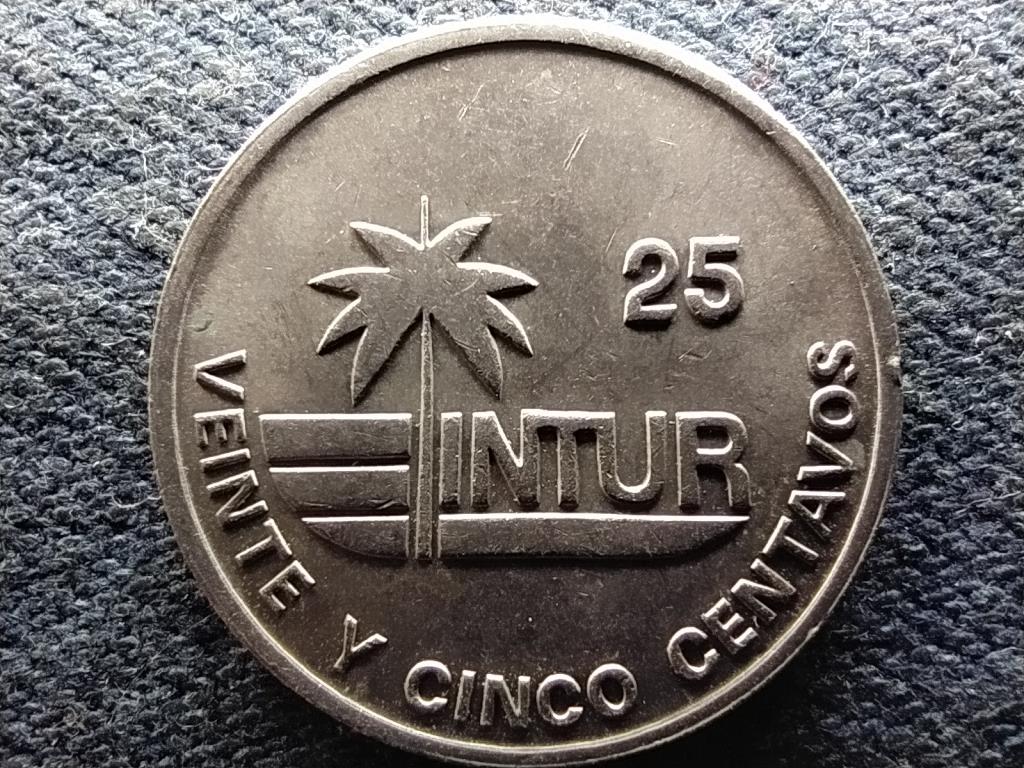 25
INTUR
VEINTE Y CINCO CENTAVOS